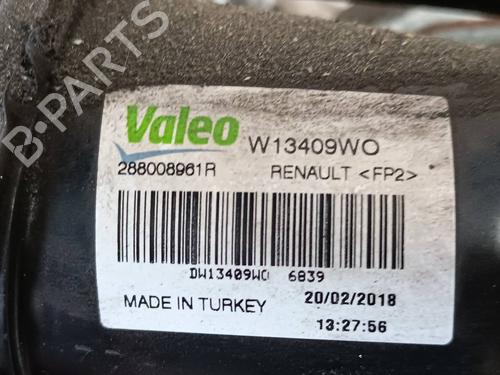 B-PARTS
Valeo W13409WO
288008961R RENAULT <FP2>
DW13409WO 6839
MADE IN TURKEY 20/02/2018
13:27:56